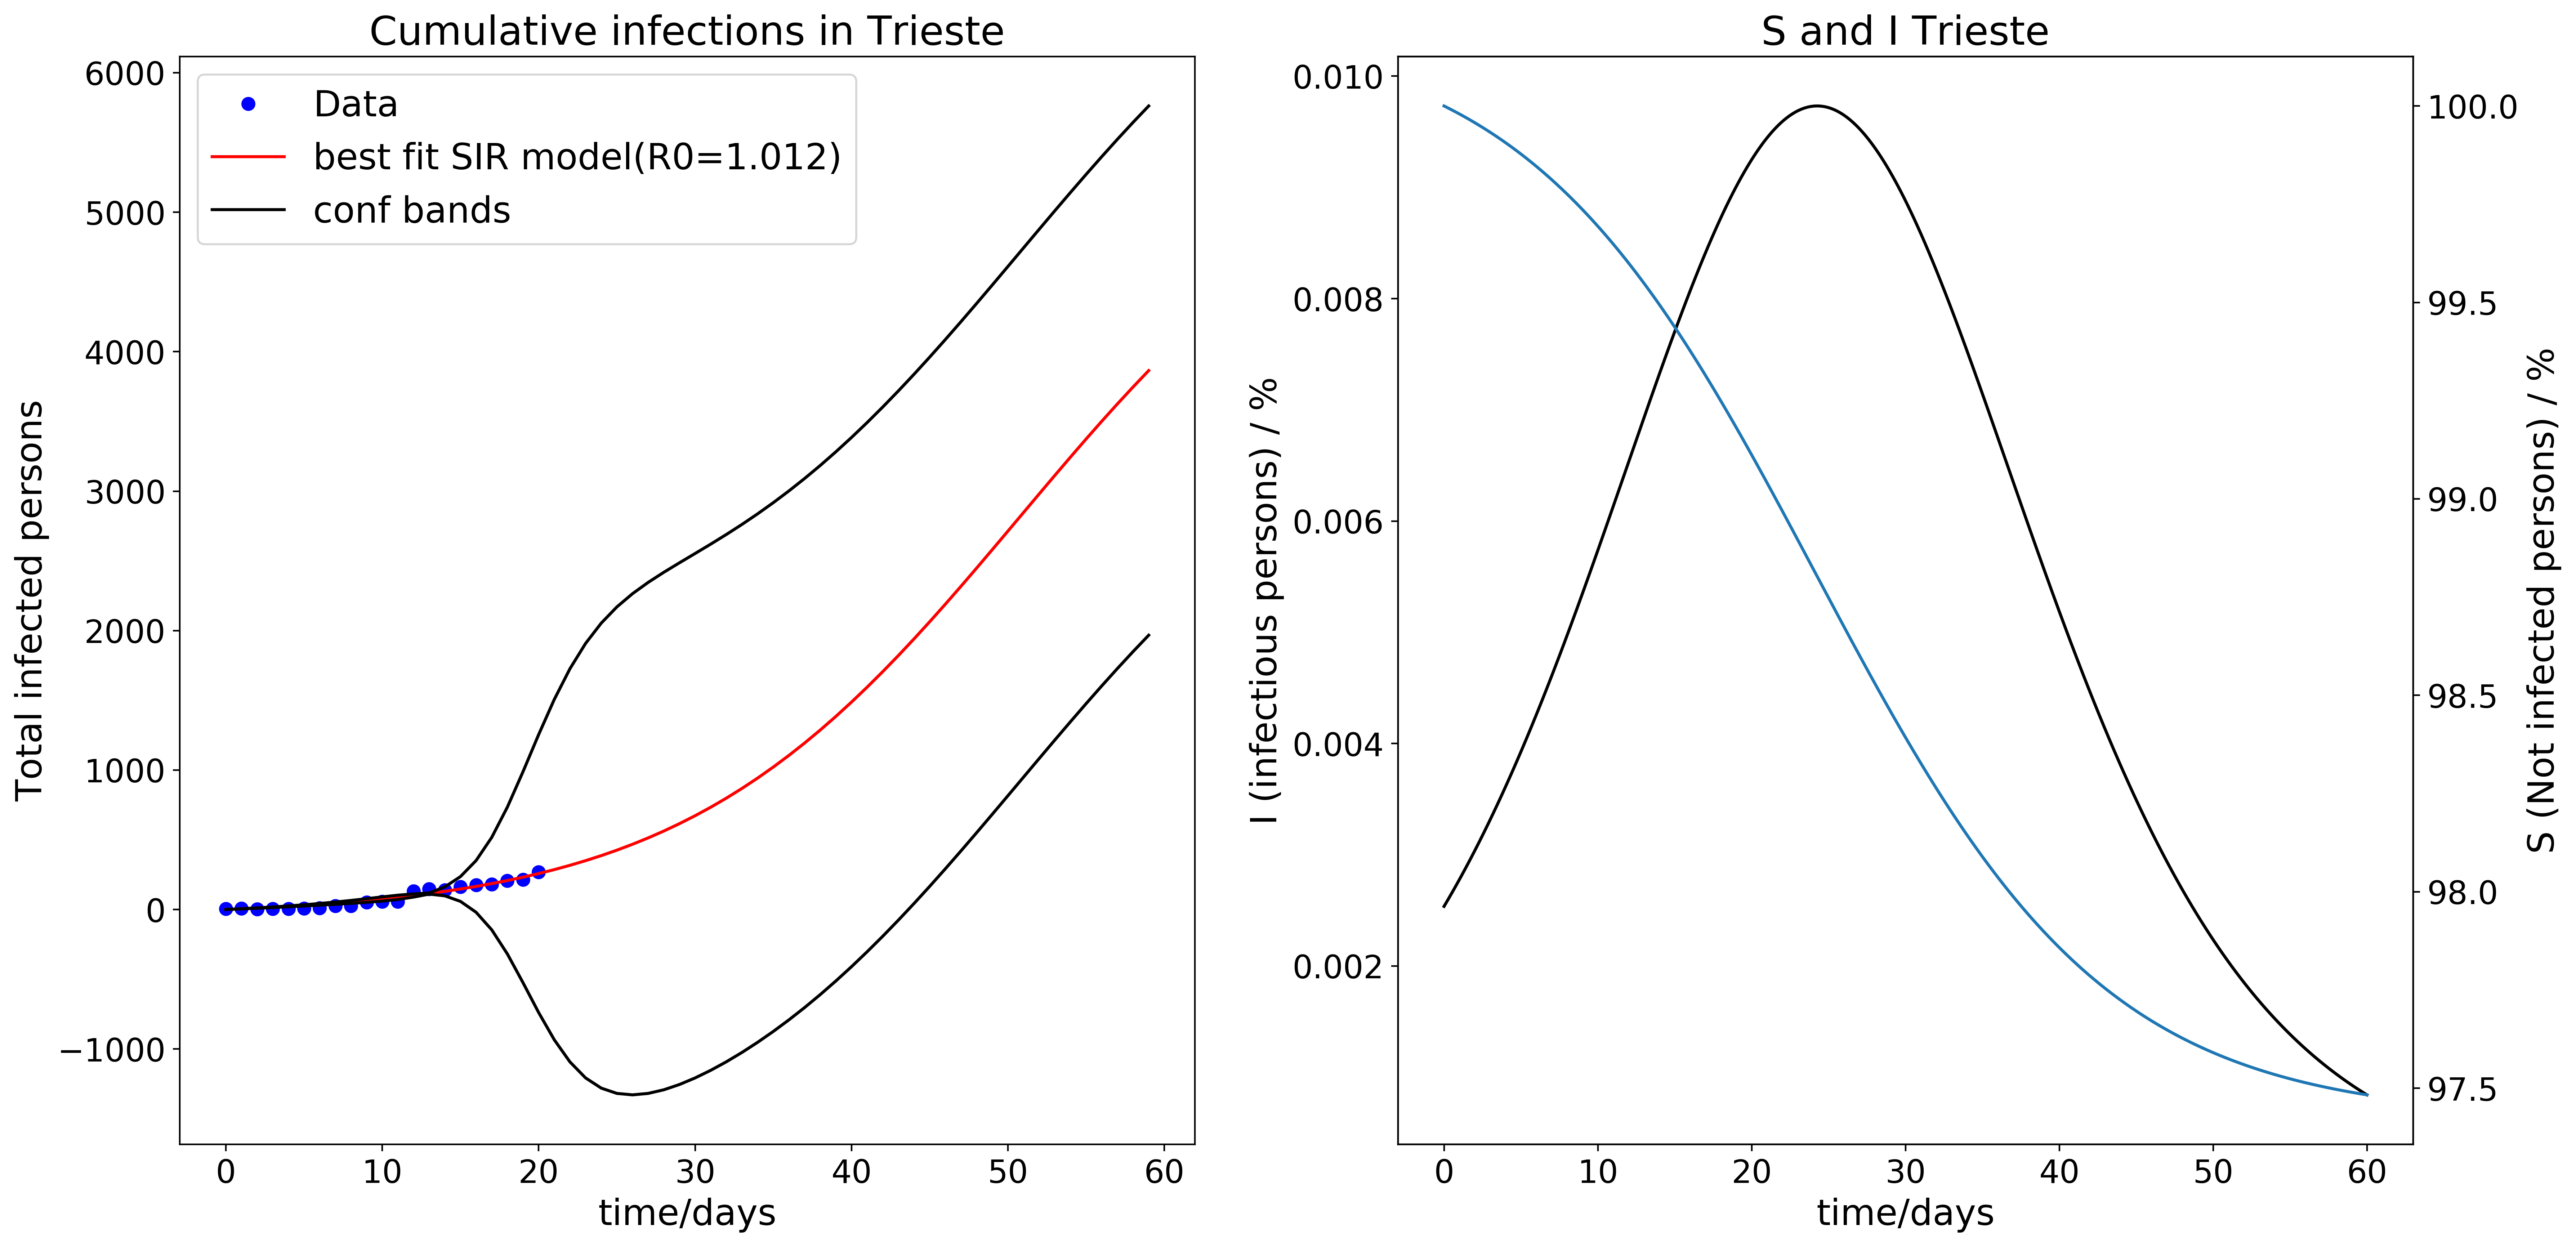 Cumulative infections in Trieste
6000
5000
4000
3000
2000
1000
0
−1000
Total infected persons
Data
best fit SIR model(R0=1.012)
conf bands
0 10 20 30 40 50 60
time/days
S and I Trieste
0.010
0.008
0.006
0.004
0.002
I (infectious persons) / %
100.0
99.5
99.0
98.5
98.0
97.5
S (Not infected persons) / %
0 10 20 30 40 50 60
time/days